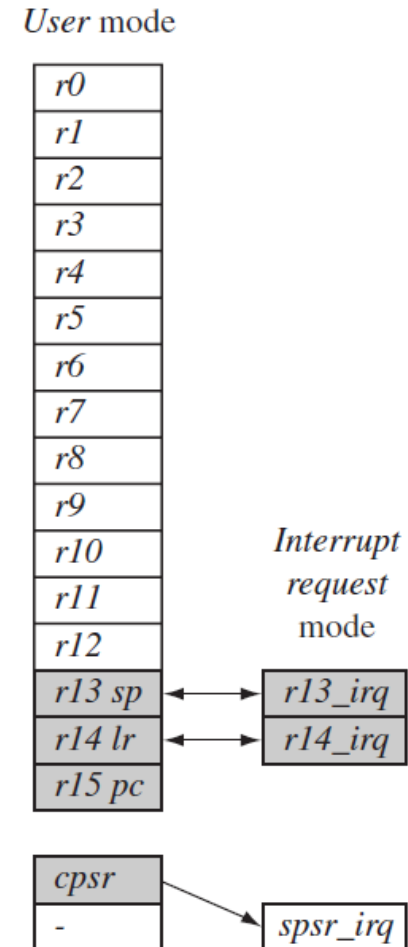 User mode
r0
r1
r2
r3
r4
r5
r6
r7
r8
r9
r10
r11
r12
r13 sp
r14 lr
r15 pc
cpsr
-
Interrupt
request
mode
r13_irq
r14_irq
spsr_irq